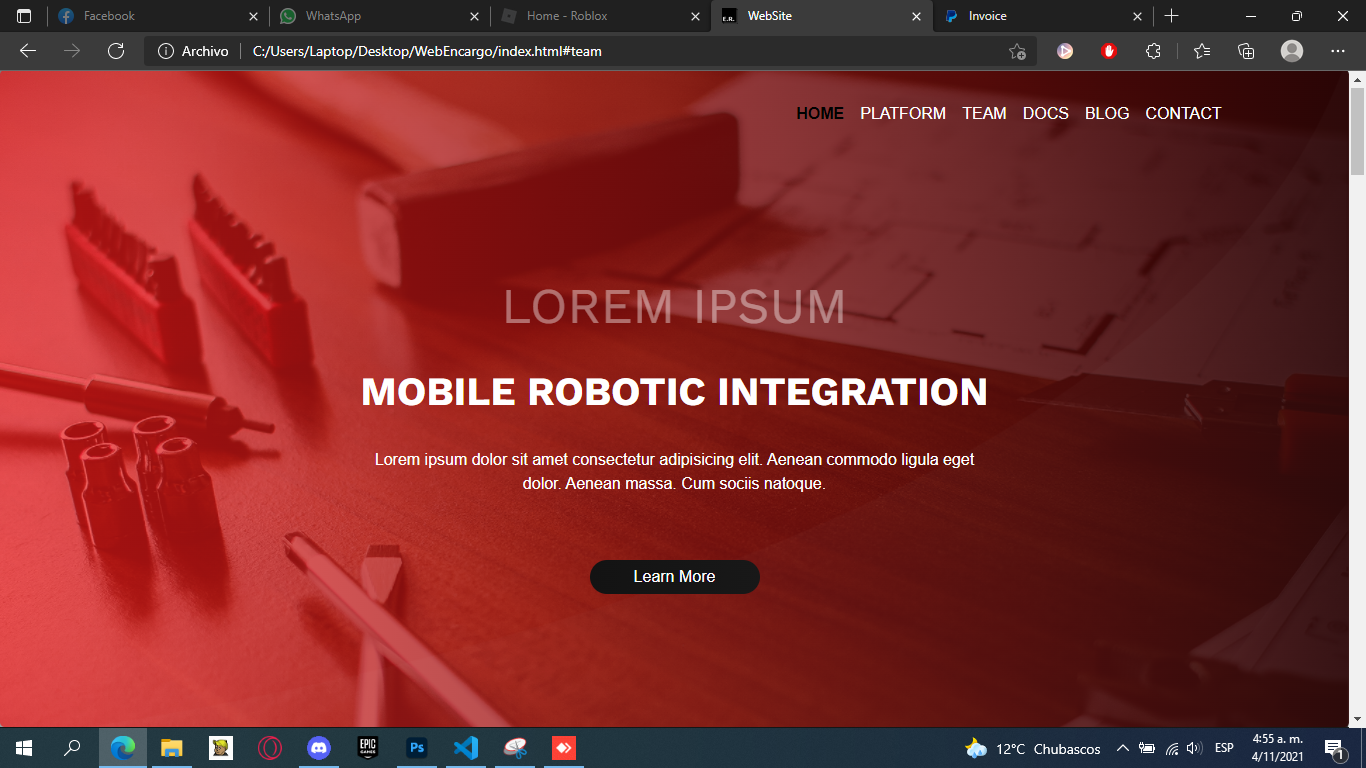 Facebook
WhatsApp
Home - Roblox
E.R.
WebSite
Invoice
Archivo
C:/Users/Laptop/Desktop/WebEncargo/index.html#team
HOME PLATFORM TEAM DOCS BLOG CONTACT
LOREM IPSUM
MOBILE ROBOTIC INTEGRATION
Lorem ipsum dolor sit amet consectetur adipisicing elit. Aenean commodo ligula eget
dolor. Aenean massa. Cum sociis natoque.
Learn More
EPIC
GAMES
Ps
12°C Chubascos
ESP
4:55 a. m.
4/11/2021
1